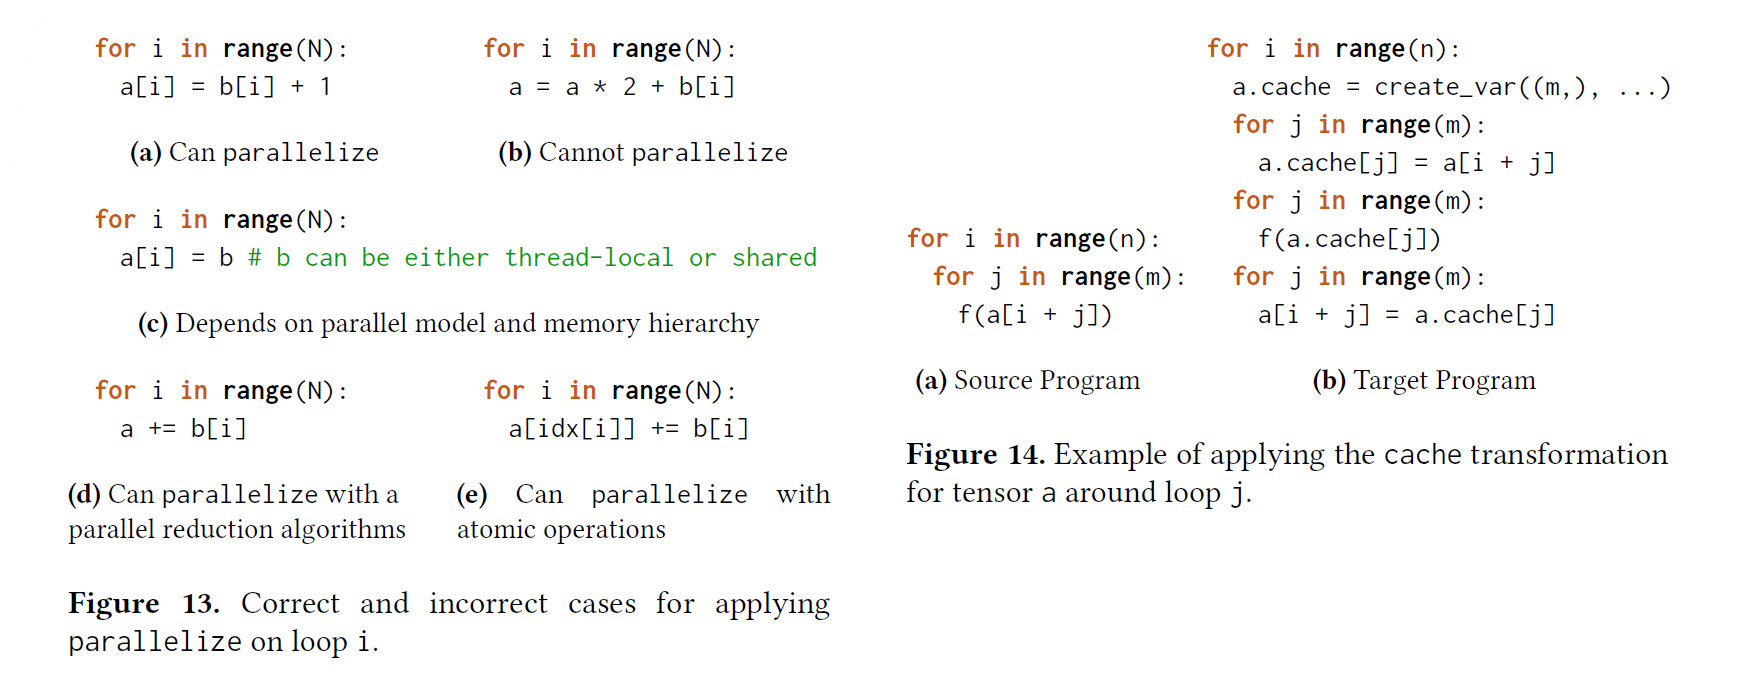 for i in range(N):
a[i] = b[i] + 1
(a) Can parallelize
for i in range(N):
a = a * 2 + b[i]
(b) Cannot parallelize
for i in range(N):
a[i] = b # b can be either thread-local or shared
(c) Depends on parallel model and memory hierarchy
for i in range(N):
a += b[i]
(d) Can parallelize with a
parallel reduction algorithms
for i in range(N):
a[idx[i]] += b[i]
(e) Can parallelize with
atomic operations
Figure 13. Correct and incorrect cases for applying
parallelize on loop i.
for i in range(n):
for j in range(m):
f(a[i + j])
(a) Source Program
for i in range(n):
a.cache = create_var((m,), ...)
for j in range(m):
a.cache[j] = a[i + j]
for j in range(m):
f(a.cache[j])
for j in range(m):
a[i + j] = a.cache[j]
(b) Target Program
Figure 14. Example of applying the cache transformation
for tensor a around loop j.